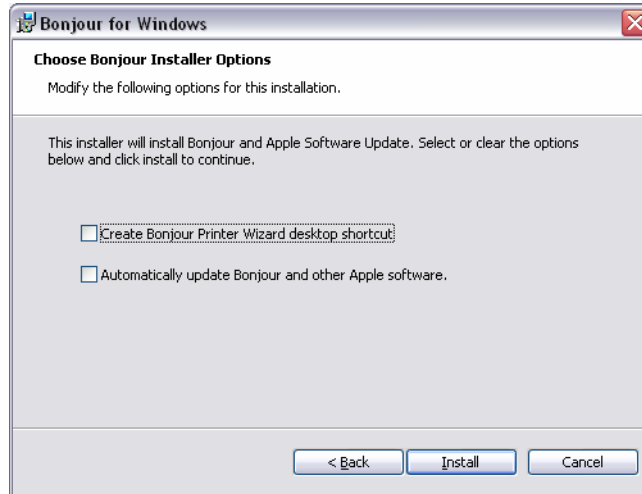 Bonjour for Windows
Choose Bonjour Installer Options
Modify the following options for this installation.
This installer will install Bonjour and Apple Software Update. Select or clear the options
below and click install to continue.
Create Bonjour Printer Wizard desktop shortcut
Automatically update Bonjour and other Apple software.
< Back Install Cancel